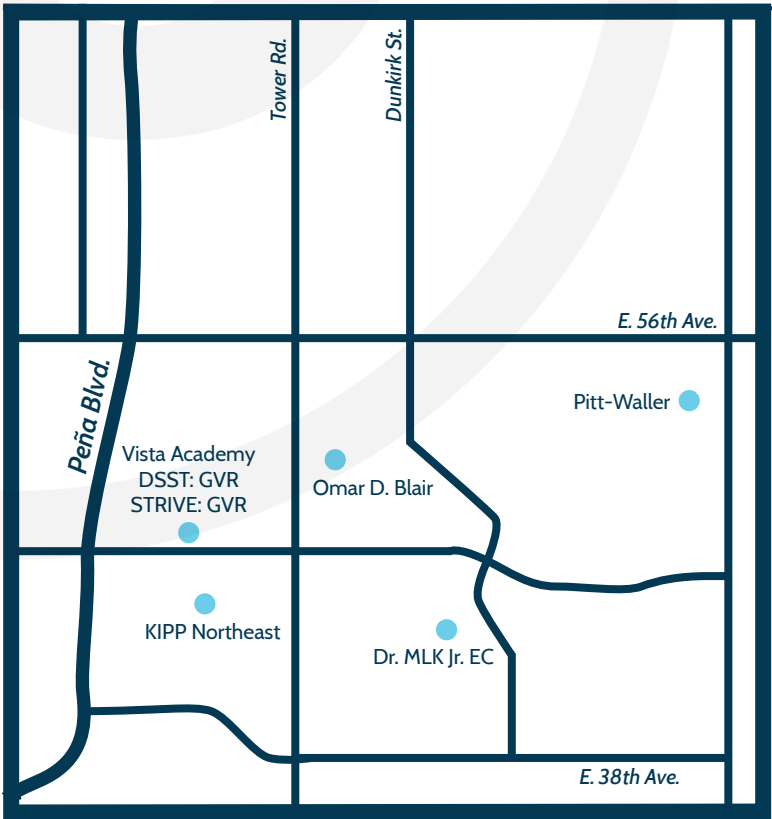 Tower Rd.
Dunkirk St.
E. 56th Ave.
Peña Blvd.
Pitt-Waller
Vista Academy
DSST: GVR
STRIVE: GVR
Omar D. Blair
KIPP Northeast
Dr. MLK Jr. EC
E. 38th Ave.